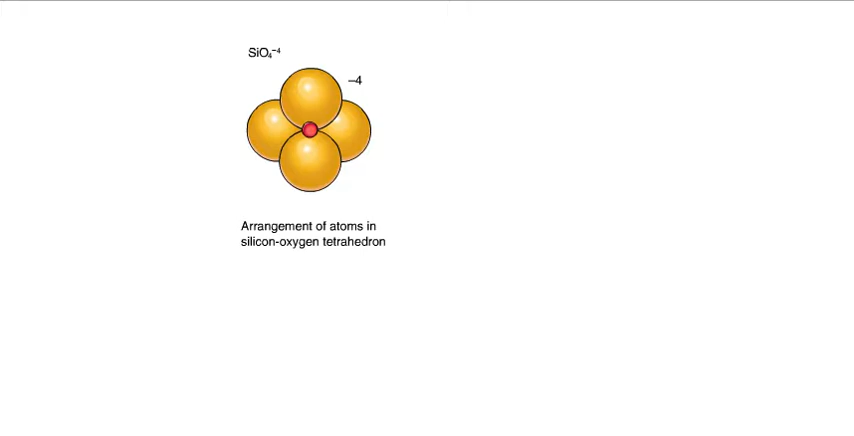 SiO₄⁻⁴
–4
Arrangement of atoms in
silicon-oxygen tetrahedron